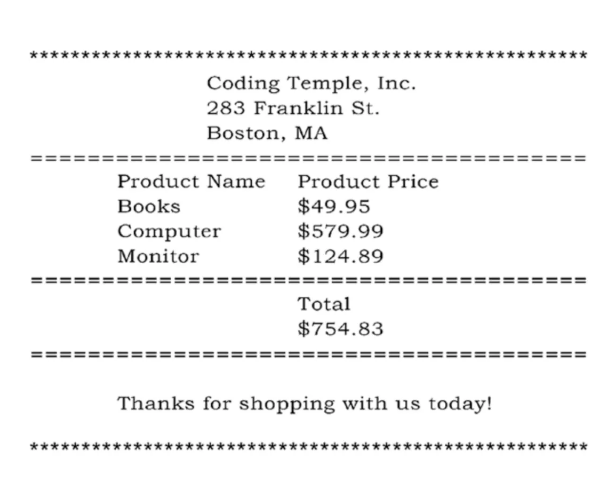 ******************************************************
Coding Temple, Inc.
283 Franklin St.
Boston, MA
=======================================
Product Name Product Price
Books $49.95
Computer $579.99
Monitor $124.89
=======================================
Total
$754.83
=======================================
Thanks for shopping with us today!
******************************************************